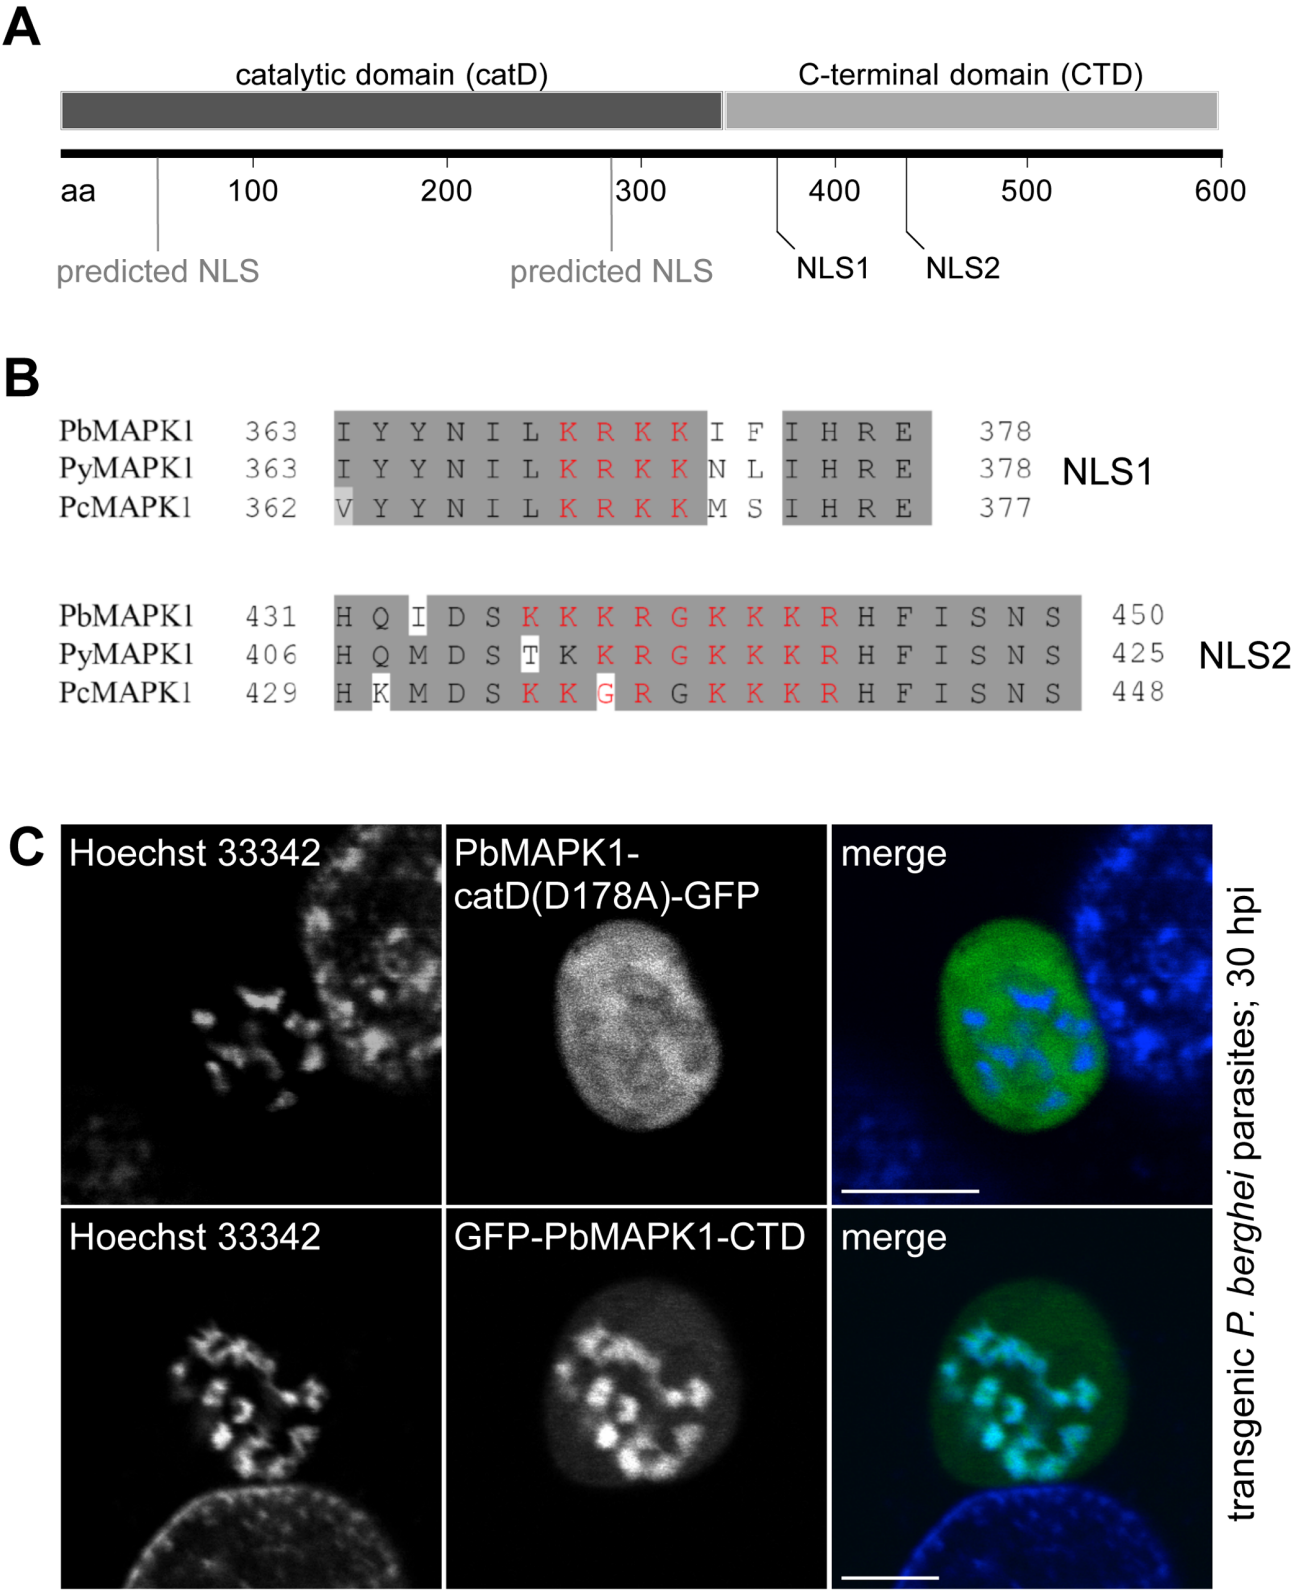 A
catalytic domain (catD) C-terminal domain (CTD)
aa 100 200 300 400 500 600
predicted NLS predicted NLS NLS1 NLS2
B
PbMAPK1 363 I Y Y N I L K R K K I F I H R E 378
PyMAPK1 363 I Y Y N I L K R K K N L I H R E 378 NLS1
PcMAPK1 362 V Y Y N I L K R K K M S I H R E 377
PbMAPK1 431 H Q I D S K K K R G K K K R H F I S N S 450
PyMAPK1 406 H Q M D S T K K R G K K K R H F I S N S 425 NLS2
PcMAPK1 429 H K M D S K K G R G K K K R H F I S N S 448
C
Hoechst 33342 PbMAPK1- merge
catD(D178A)-GFP
Hoechst 33342 GFP-PbMAPK1-CTD merge
transgenic P. berghei parasites; 30 hpi